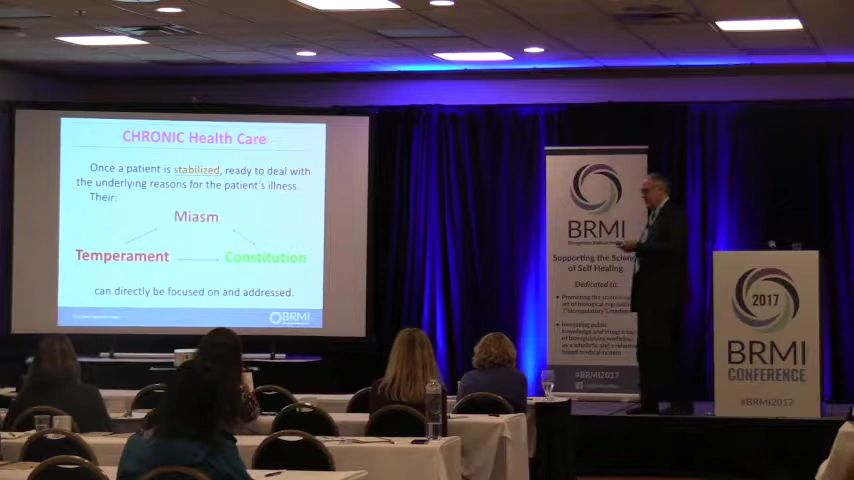 CHRONIC Health Care
Once a patient is stabilized, ready to deal with
the underlying reasons for the patient's illness.
Their:
Miasm
Temperament
Constitution
can directly be focused on and addressed.
BRMI
BRMI
Supporting the Scien
of Self Healing
Dedicated to:
#BRMI2017
2017
BRMI
CONFERENCE
#BRMI2017